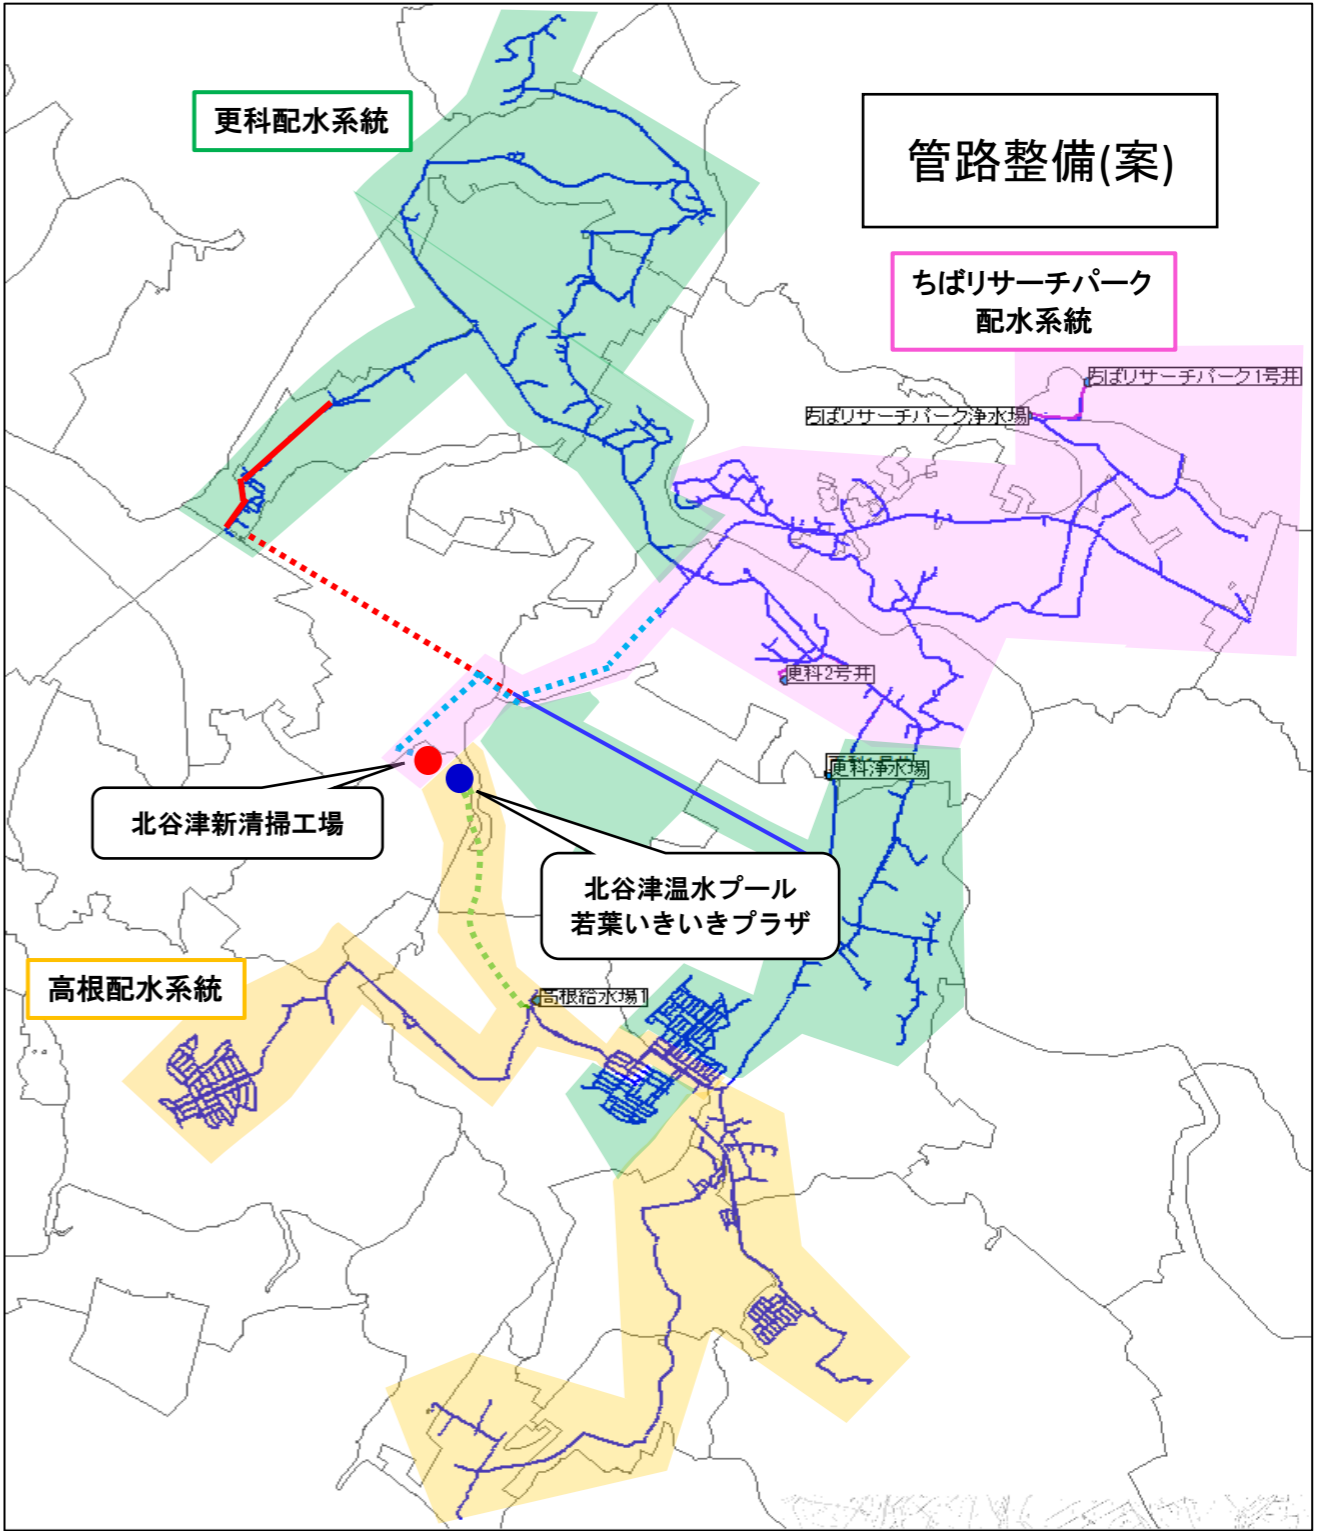 更科配水系統
管路整備(案)
ちばリサーチパーク
配水系統
ちばリサーチパーク1号井
ちばリサーチパーク浄水場
更科2号井
更科浄水場
北谷津新清掃工場
北谷津温水プール
若葉いきいきプラザ
高根配水系統
高根給水場1